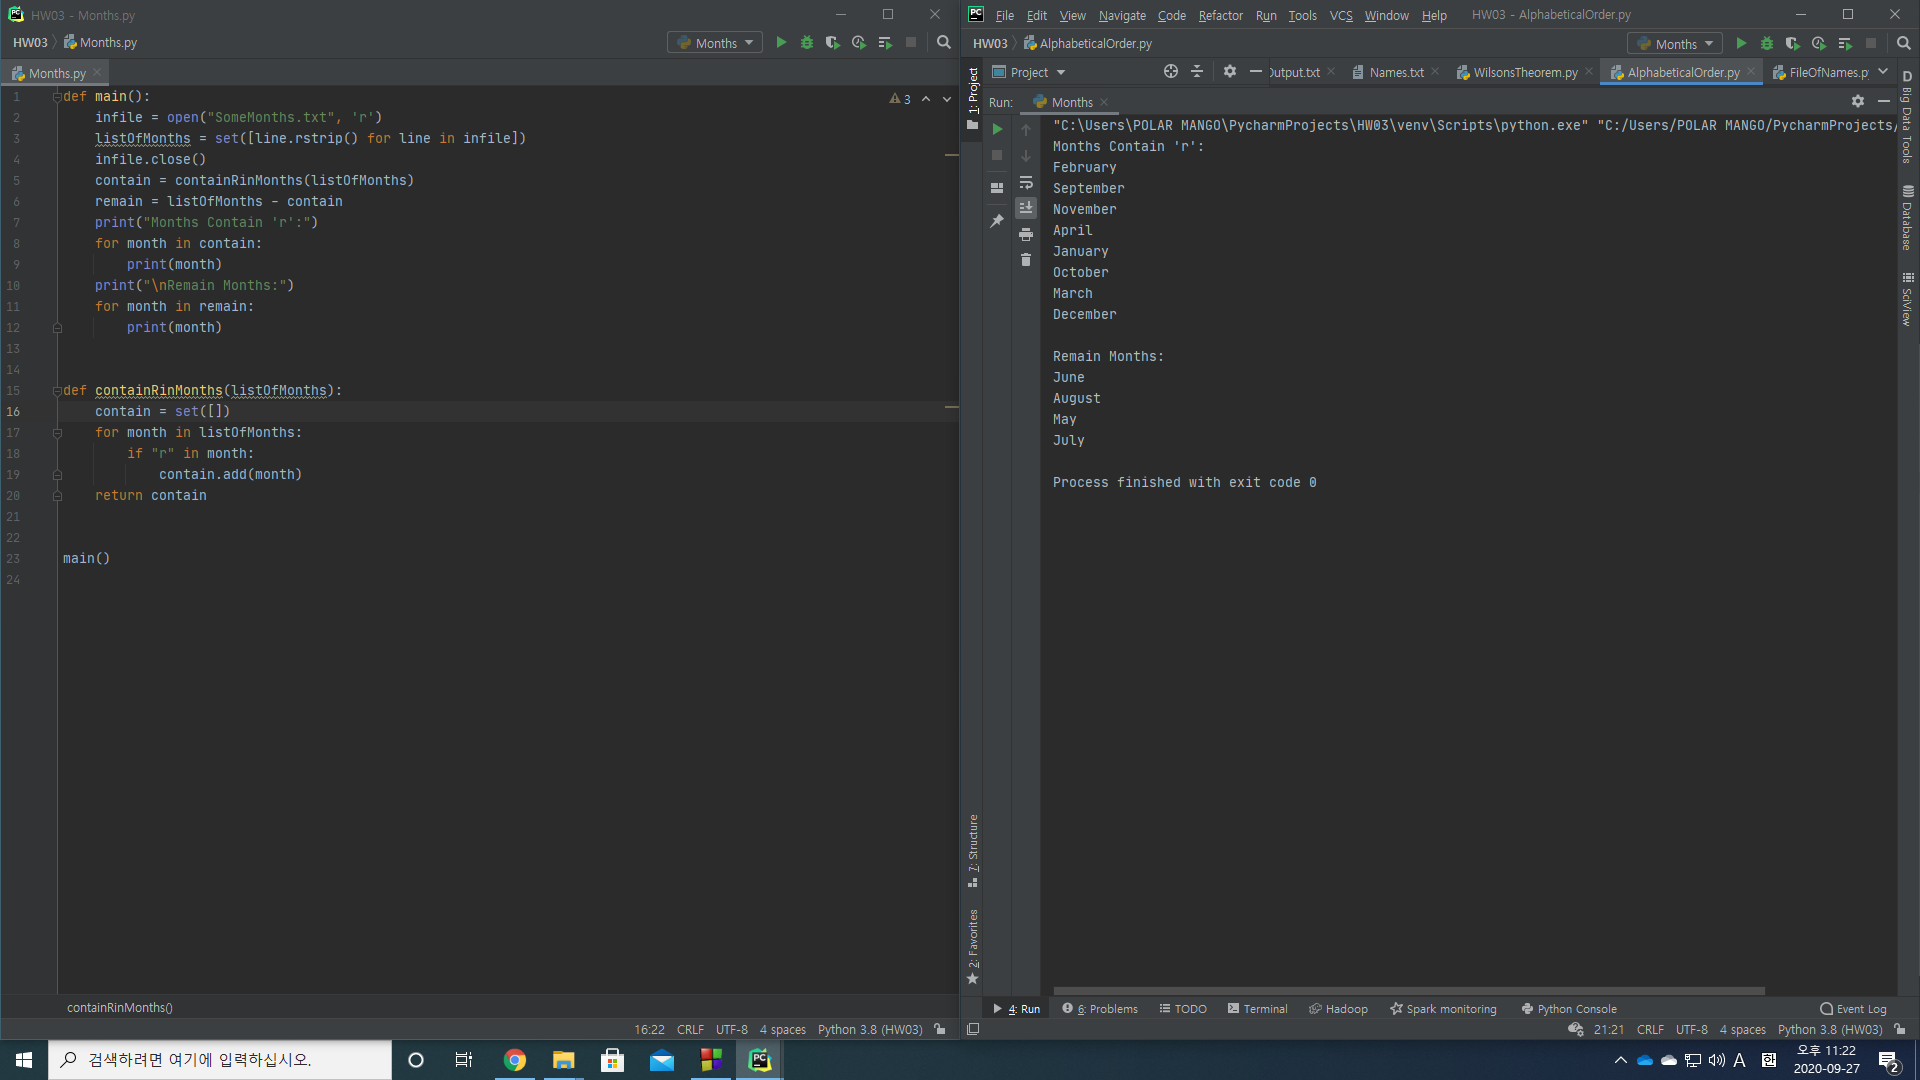 HW03 - Months.py
HW03 Months.py
Months
Months.py
3
1 def main():
2 infile = open("SomeMonths.txt", 'r')
3 listOfMonths = set([line.rstrip() for line in infile])
4 infile.close()
5 contain = containRinMonths(listOfMonths)
6 remain = listOfMonths - contain
7 print("Months Contain 'r':")
8 for month in contain:
9 print(month)
10 print("\nRemain Months:")
11 for month in remain:
12 print(month)
13
14
15 def containRinMonths(listOfMonths):
16 contain = set([])
17 for month in listOfMonths:
18 if "r" in month:
19 contain.add(month)
20 return contain
21
22
23 main()
24
containRinMonths()
16:22 CRLF UTF-8 4 spaces Python 3.8 (HW03)
File Edit View Navigate Code Refactor Run Tools VCS Window Help HW03 - AlphabeticalOrder.py
HW03 AlphabeticalOrder.py
Months
Project Output.txt Names.txt WilsonsTheorem.py AlphabeticalOrder.py FileOfNames.py
Run: Months
"C:\Users\POLAR MANGO\PycharmProjects\HW03\venv\Scripts\python.exe" "C:/Users/POLAR MANGO/PycharmProjects/
Months Contain 'r':
February
September
November
April
January
October
March
December
Remain Months:
June
August
May
July
Process finished with exit code 0
1: Project
7: Structure
2: Favorites
D Big Data Tools
Database
SciView
4: Run 6: Problems TODO Terminal Hadoop Spark monitoring Python Console Event Log
21:21 CRLF UTF-8 4 spaces Python 3.8 (HW03)
검색하려면 여기에 입력하십시오.
A 한
오후 11:22
2020-09-27
2